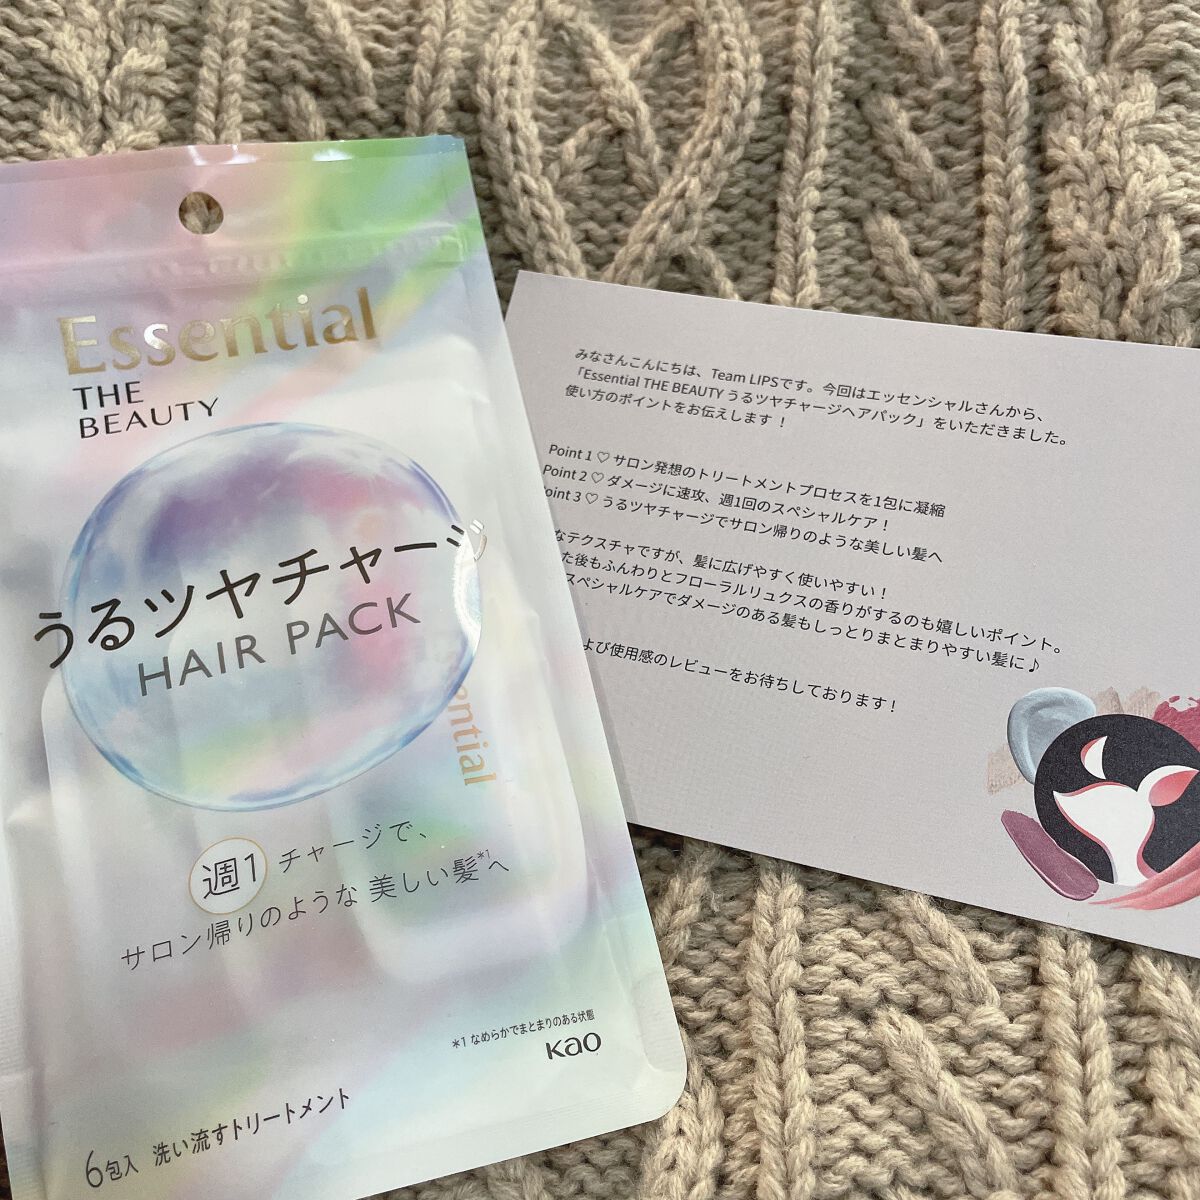 Essential
THE
BEAUTY
うるツヤチャージ
HAIR PACK
ential
週1 チャージで、
サロン帰りのような 美しい髪*1へ
*1 なめらかでまとまりのある状態
Kao
6包入 洗い流すトリートメント
みなさんこんにちは、Team LIPSです。今回はエッセンシャルさんから、
「Essential THE BEAUTY うるツヤチャージヘアパック」をいただきました。
使い方のポイントをお伝えします！
Point 1 ♡ サロン発想のトリートメントプロセスを1包に凝縮
Point 2 ♡ ダメージに速攻、週1回のスペシャルケア！
Point 3 ♡ うるツヤチャージでサロン帰りのような美しい髪へ
なテクスチャですが、髪に広げやすく使いやすい！
た後もふんわりとフローラルリュクスの香りがするのも嬉しいポイント。
スペシャルケアでダメージのある髪もしっとりまとまりやすい髪に♪
よび使用感のレビューをお待ちしております！